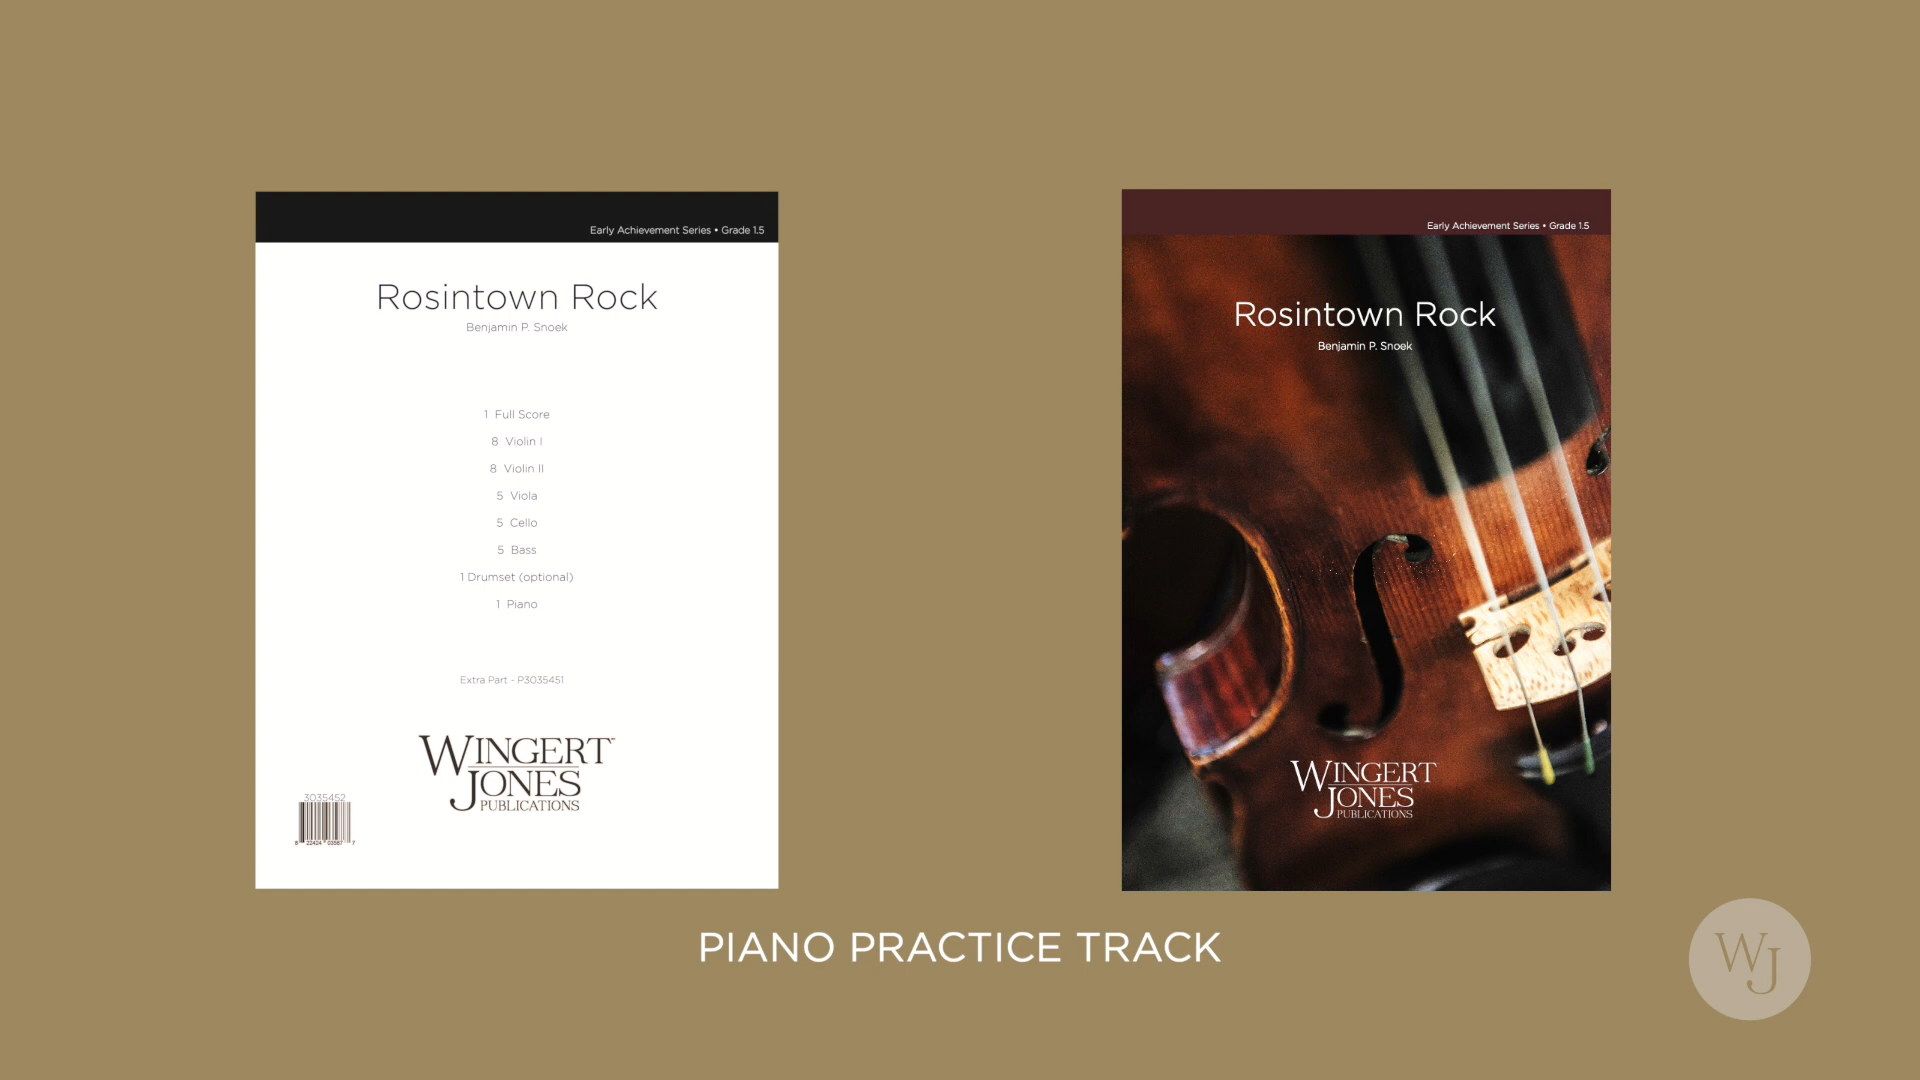 Early Achievement Series • Grade 1.5
Rosintown Rock
Benjamin P. Snoek
1 Full Score
8 Violin I
8 Violin II
5 Viola
5 Cello
5 Bass
1 Drumset (optional)
1 Piano
Extra Part - P3035451
WINGERT
JONES
PUBLICATIONS
3035452
Early Achievement Series • Grade 1.5
Rosintown Rock
Benjamin P. Snoek
WINGERT
JONES
PUBLICATIONS
PIANO PRACTICE TRACK
WJ